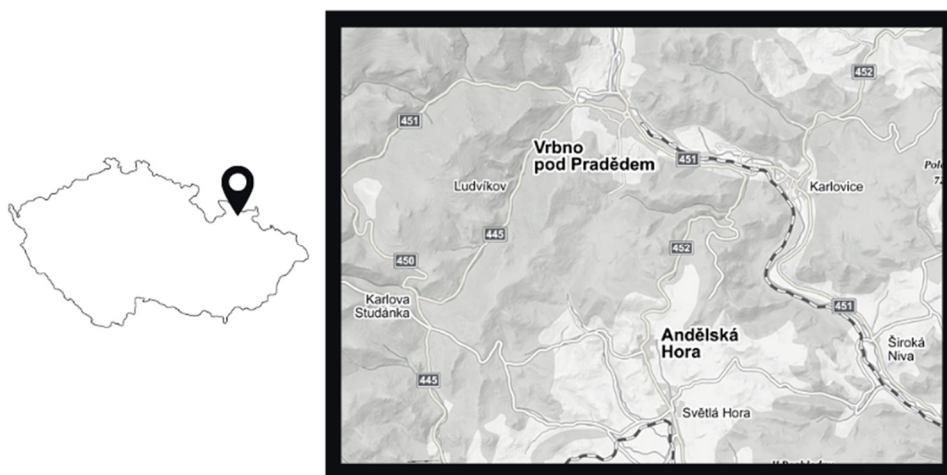 452
451
Vrbno
pod Pradědem
451
Ludvíkov
Karlovice
445
452
450
Karlova
Studánka
451
Andělská
Hora
Široká
Niva
445
Světlá Hora